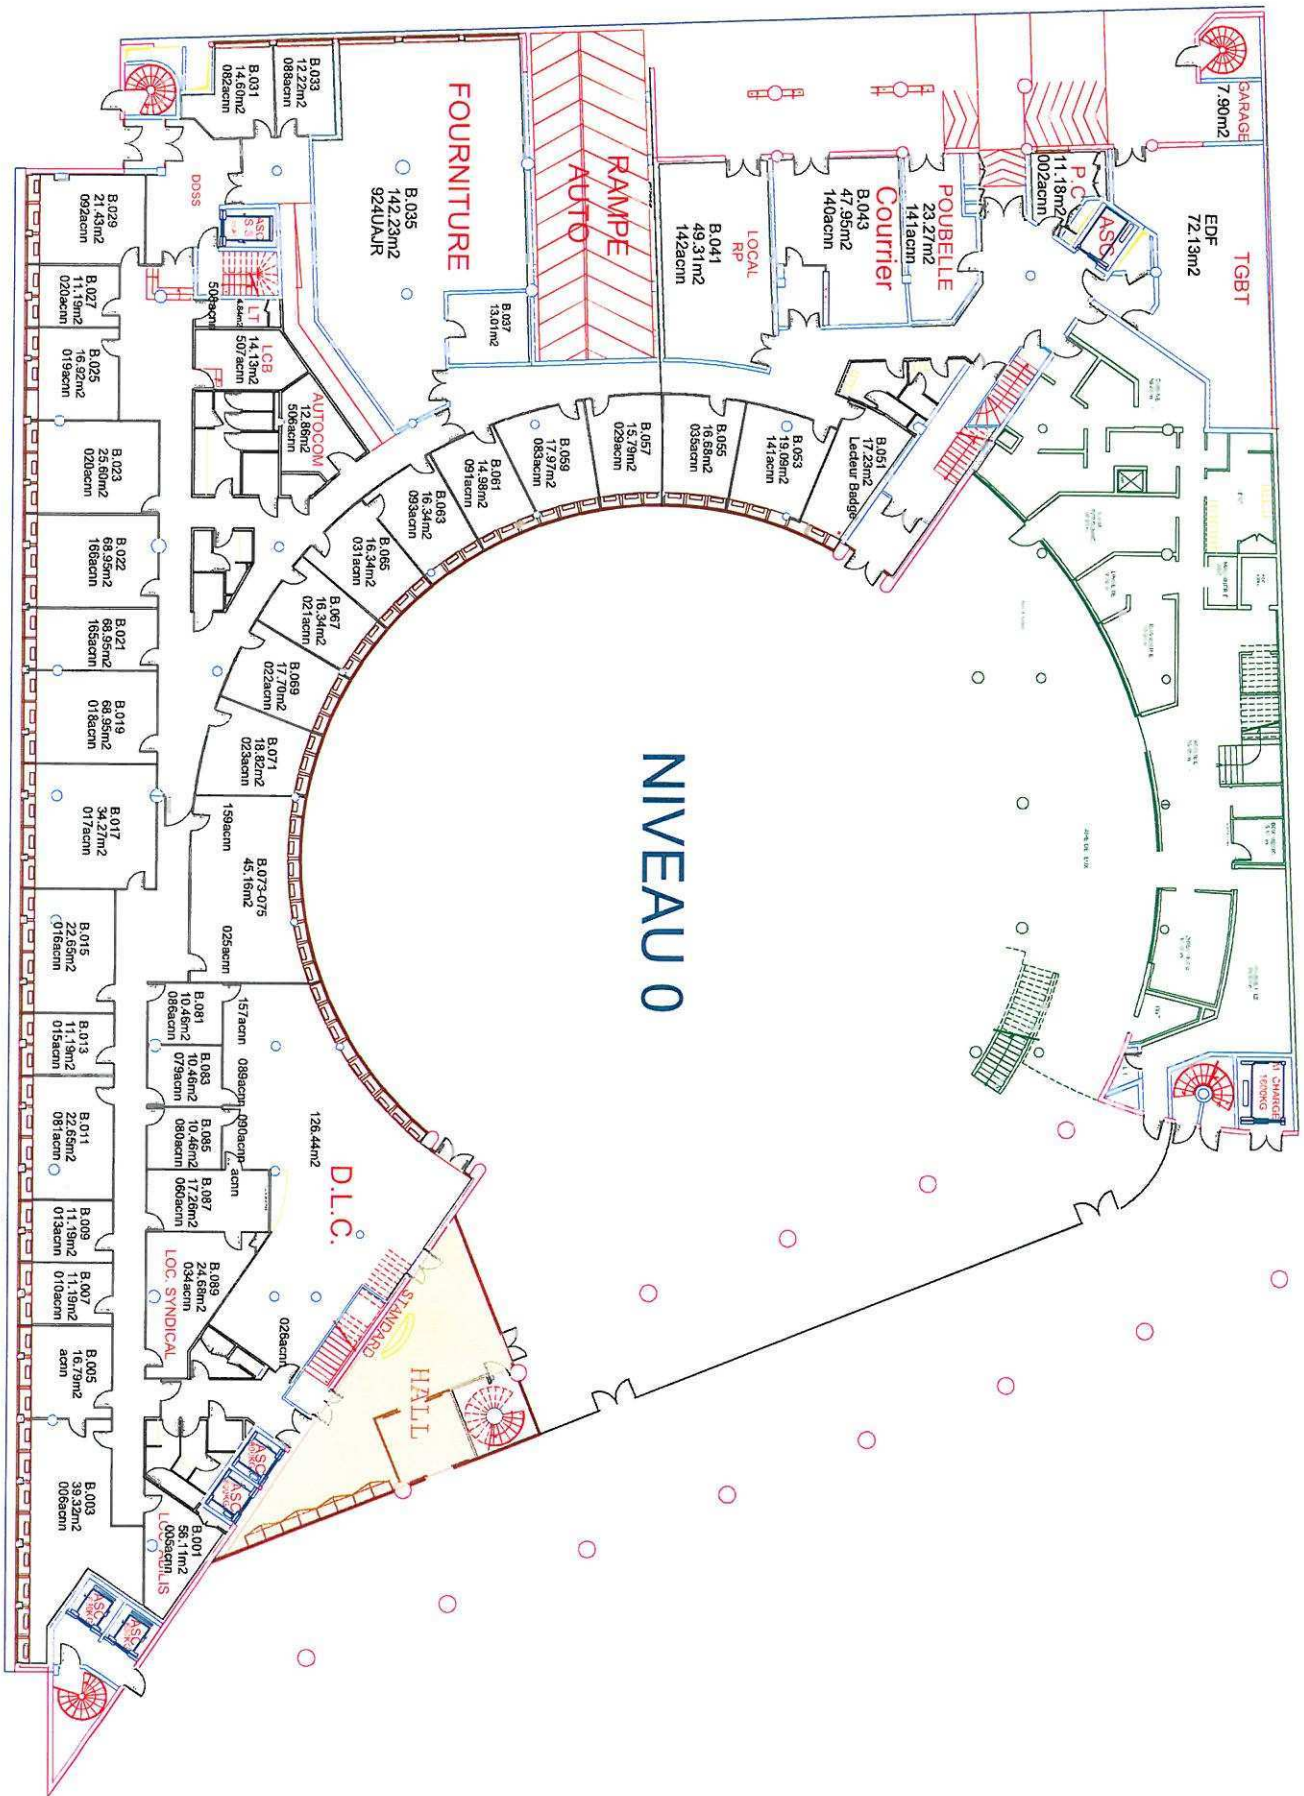 NIVEAU 0
GARAGE
7.90m2
TGBT
EDF
72.13m2
P.C
11.18m2
002acnn
ASC
POUBELLE
23.27m2
141acnn
Courrier
B.043
47.95m2
140acnn
LOCAL
RP
B.041
49.31m2
142acnn
RAMPE
AUTO
FOURNITURE
B.035
142.23m2
924UAJR
B.037
13.01m2
B.033
12.22m2
088acnn
B.031
14.60m2
082acnn
DOSS
ASC
LT
508acnn
LCB
14.13m2
507acnn
AUTOCOM
12.86m2
506acnn
B.029
21.43m2
092acnn
B.027
11.19m2
020acnn
B.025
16.92m2
019acnn
B.023
25.60m2
020acnn
B.022
68.95m2
166acnn
B.021
68.95m2
165acnn
B.019
68.95m2
018acnn
B.017
34.27m2
017acnn
B.015
22.65m2
016acnn
B.013
11.19m2
015acnn
B.011
22.65m2
081acnn
B.009
11.19m2
013acnn
B.007
11.19m2
010acnn
B.005
16.79m2
acnn
B.003
39.32m2
006acnn
B.001
56.11m2
005acnn
B.051
17.23m2
Lecteur Badge
B.053
19.09m2
141acnn
B.055
16.68m2
035acnn
B.057
15.79m2
029acnn
B.059
17.97m2
083acnn
B.061
14.98m2
091acnn
B.063
16.34m2
093acnn
B.065
16.34m2
031acnn
B.067
16.34m2
021acnn
B.069
17.70m2
022acnn
B.071
18.82m2
023acnn
B.073-075
45.16m2
159acnn
025acnn
B.081
10.46m2
086acnn
B.083
10.46m2
079acnn
B.085
10.46m2
080acnn
B.087
17.26m2
060acnn
B.089
24.68m2
034acnn
LOC. SYNDICAL
157acnn
089acnn
090acnn
acnn
126.44m2
D.L.C.
026acnn
STANDARD
HALL
ASC
ASC
ASC
ASC
M CHARGE
1600KG